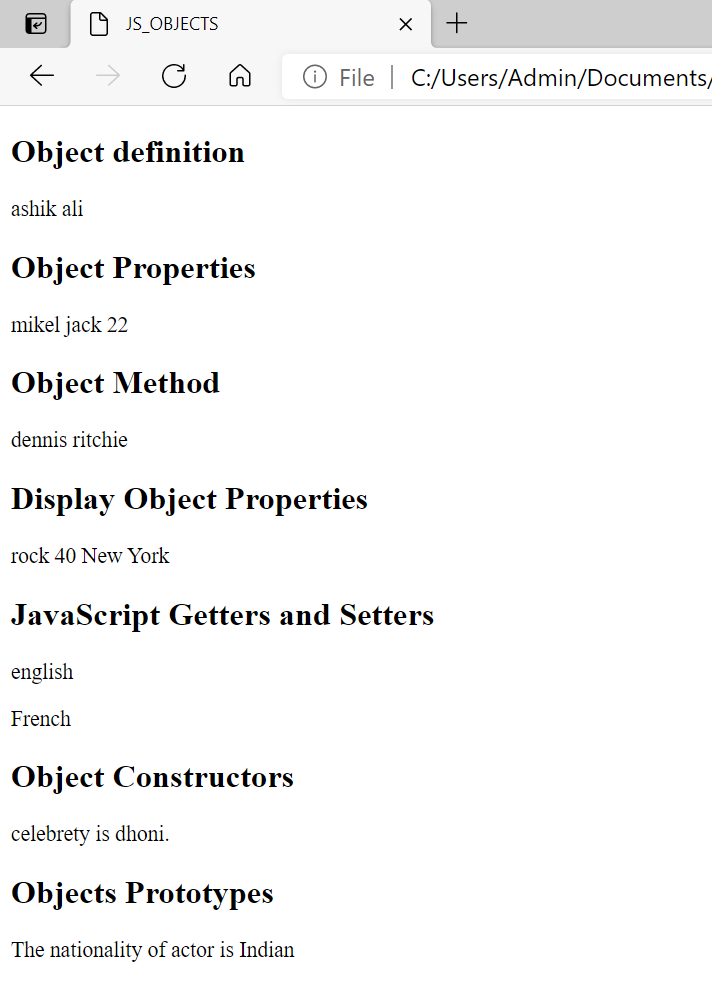 JS_OBJECTS
File | C:/Users/Admin/Documents/
Object definition
ashik ali
Object Properties
mikel jack 22
Object Method
dennis ritchie
Display Object Properties
rock 40 New York
JavaScript Getters and Setters
english
French
Object Constructors
celebrety is dhoni.
Objects Prototypes
The nationality of actor is Indian